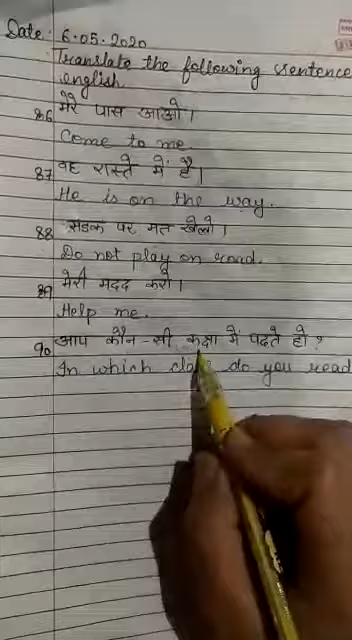 Date: 6.05.2020
Translate the following sentence
english
86 मेरे पास आओ।
Come to me
87 वह रास्ते में है।
He is on the way.
88 सडक पर मत खेलो।
Do not play on road.
89 मेरी मदद करो।
Help me.
90 आप कौन-सी कक्षा में पढते हो?
In which do you read